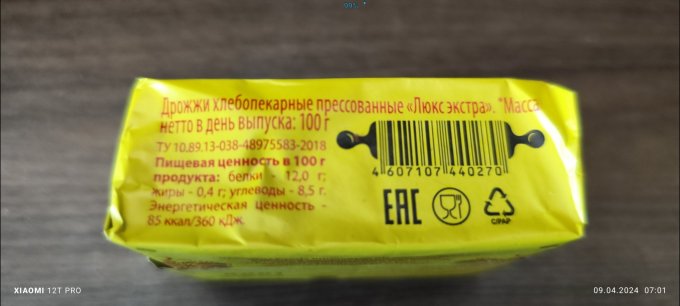 Дрожжи хлебопекарные прессованные «Люкс экстра». *Масса
нетто в день выпуска: 100 г
ТУ 10.89.13-038-48975583-2018
Пищевая ценность в 100 г
продукта: белки - 12,0 г;
жиры - 0,4 г; углеводы - 8,5 г.
Энергетическая ценность -
85 ккал/360 кДж.
4 607107 440270
EAC
C/PAP
XIAOMI 12T PRO
09.04.2024 07:01